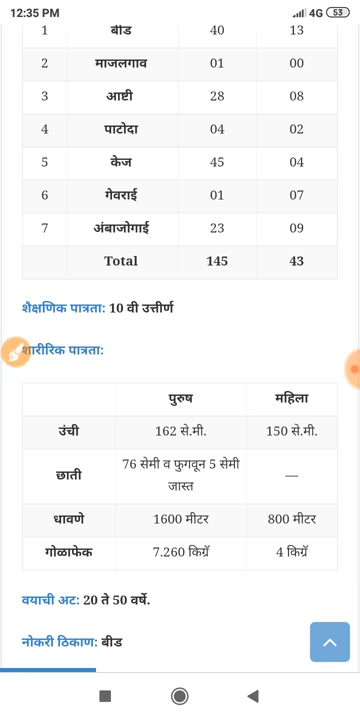 12:35 PM 4G 53
1 बीड 40 13
2 माजलगाव 01 00
3 आष्टी 28 08
4 पाटोदा 04 02
5 केज 45 04
6 गेवराई 01 07
7 अंबाजोगाई 23 09
Total 145 43
शैक्षणिक पात्रता: 10 वी उत्तीर्ण
शारीरिक पात्रता:
पुरुष महिला
उंची 162 से.मी. 150 से.मी.
छाती 76 सेमी व फुगवून 5 सेमी —
जास्त
धावणे 1600 मीटर 800 मीटर
गोळाफेक 7.260 किग्रॅ 4 किग्रॅ
वयाची अट: 20 ते 50 वर्षे.
नोकरी ठिकाण: बीड